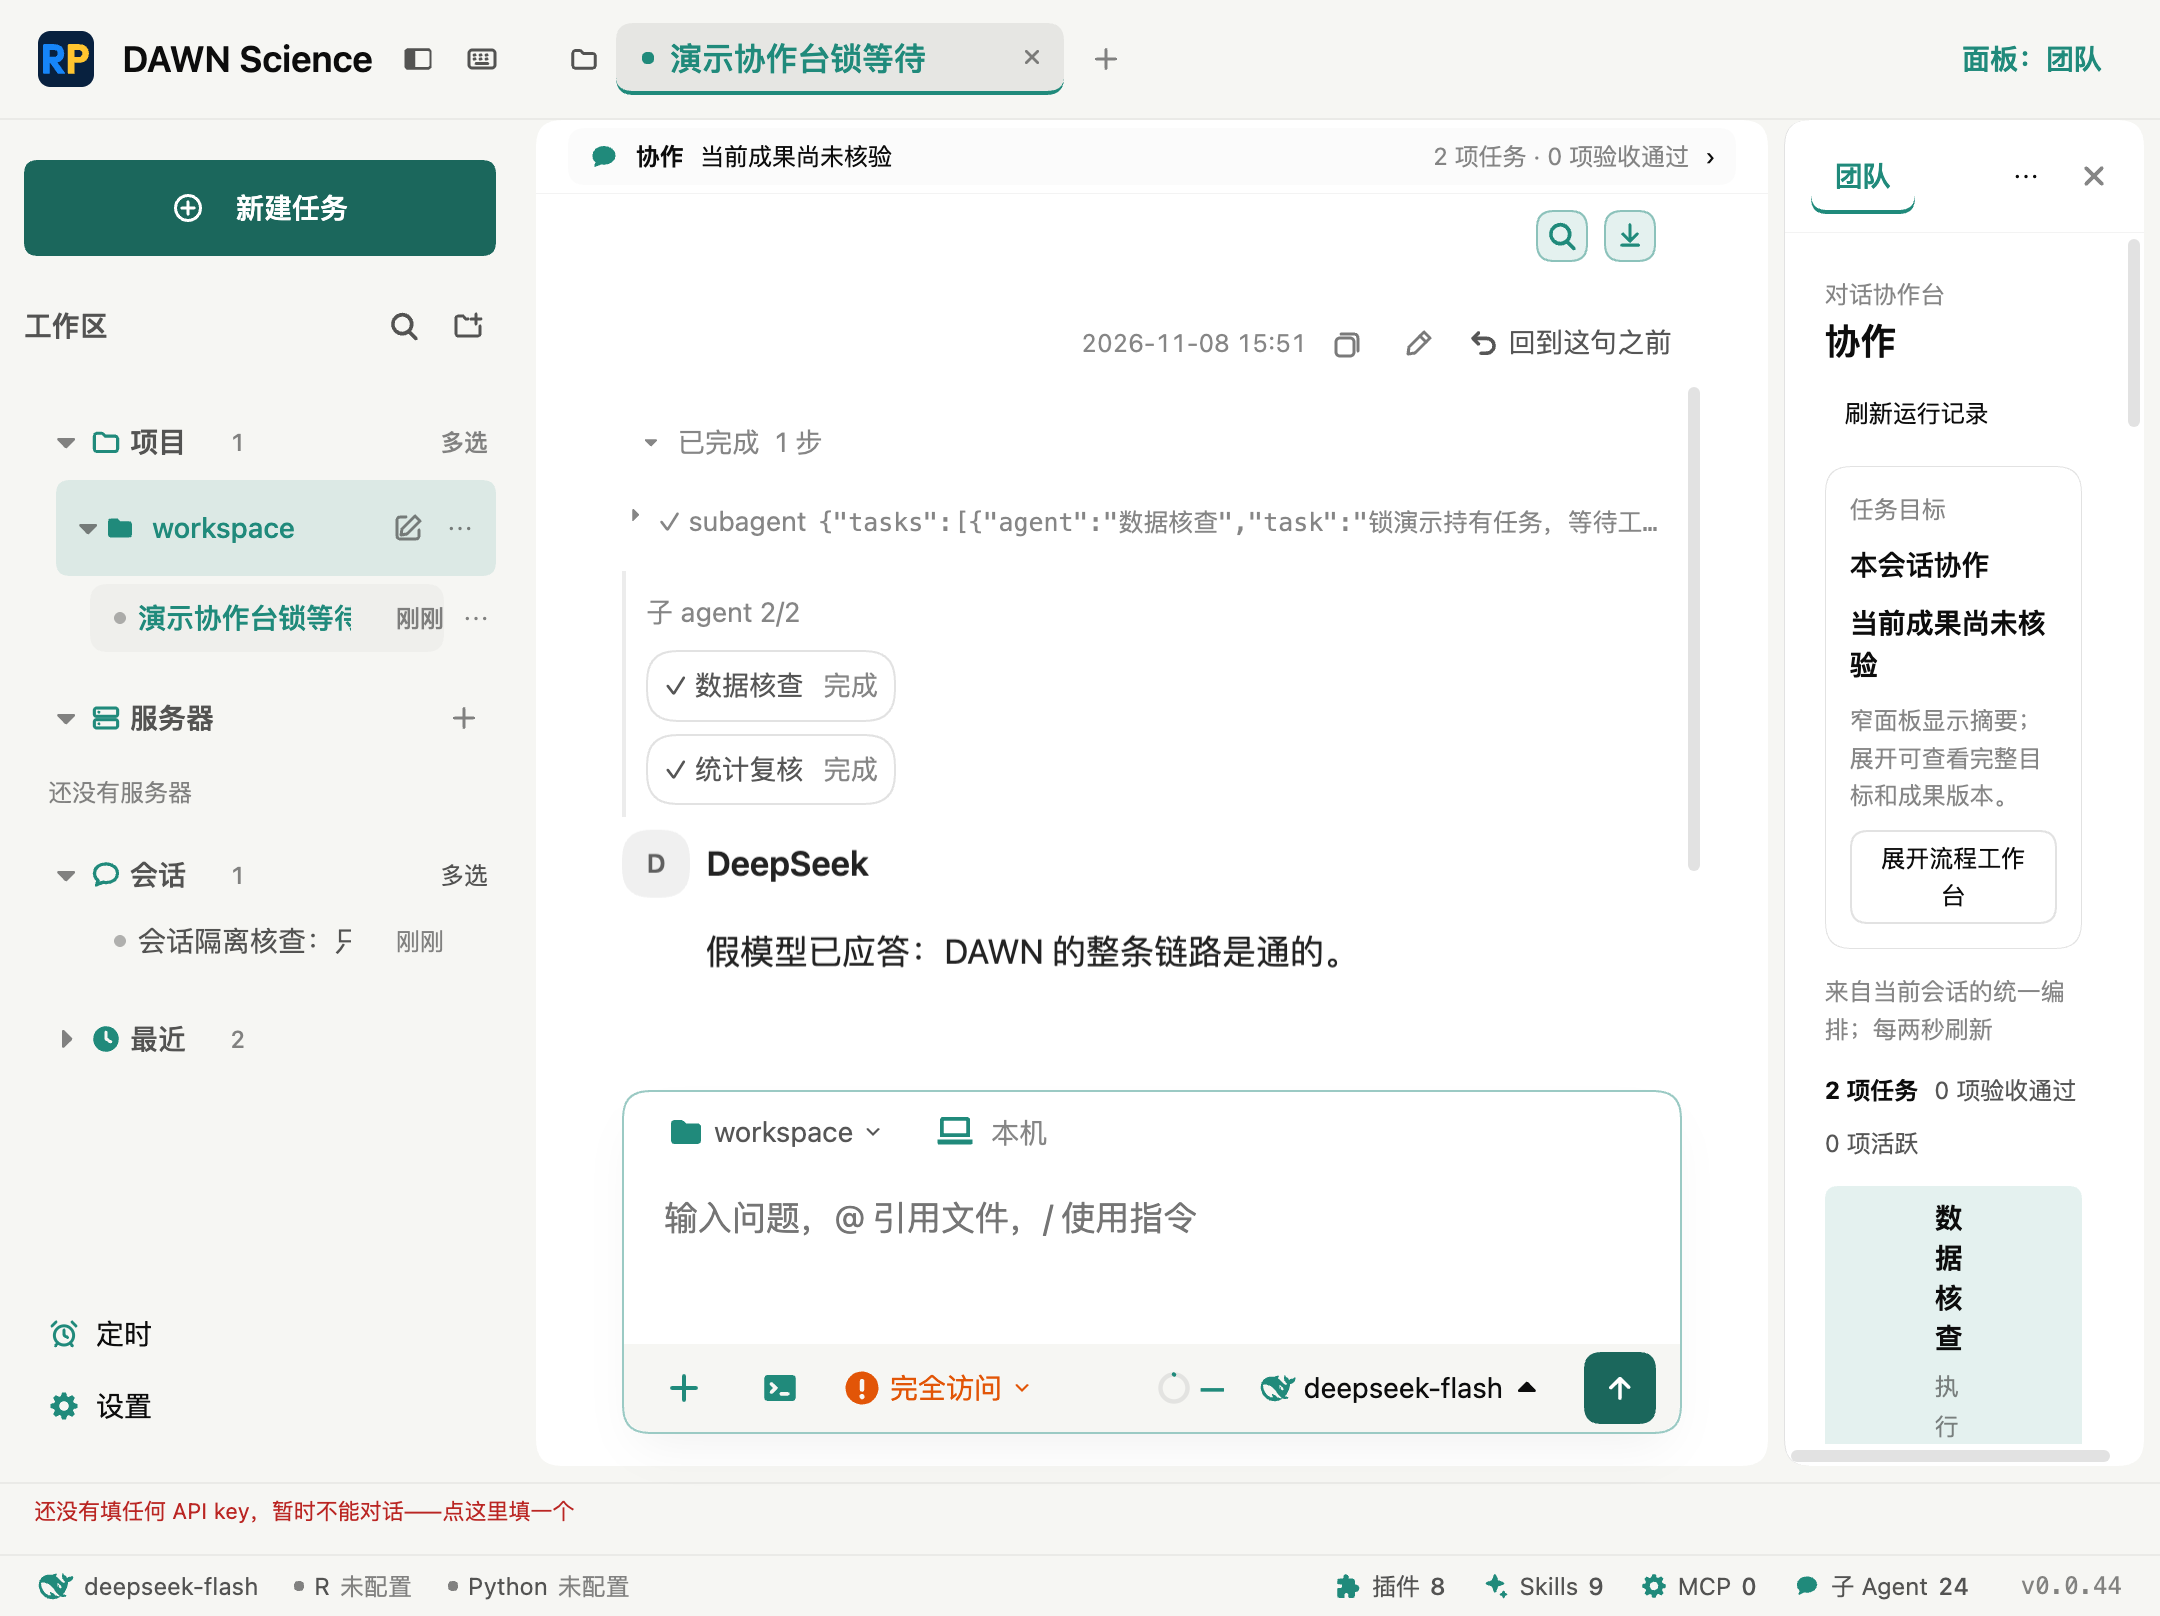 RP DAWN Science
演示协作台锁等待
面板：团队
新建任务
工作区
项目 1 多选
workspace
演示协作台锁等待 刚刚
服务器
还没有服务器
会话 1 多选
会话隔离核查： 刚刚
最近 2
定时
设置
协作 当前成果尚未核验 2 项任务 · 0 项验收通过
2026-11-08 15:51 回到这句之前
已完成 1 步
subagent {"tasks":[{"agent":"数据核查","task":"锁演示持有任务，等待工…
子 agent 2/2
数据核查 完成
统计复核 完成
D DeepSeek
假模型已应答：DAWN 的整条链路是通的。
workspace 本机
输入问题，@ 引用文件，/ 使用指令
完全访问 deepseek-flash
团队
对话协作台
协作
刷新运行记录
任务目标
本会话协作
当前成果尚未核
验
窄面板显示摘要；
展开可查看完整目
标和成果版本。
展开流程工作
台
来自当前会话的统一编
排；每两秒刷新
2 项任务 0 项验收通过
0 项活跃
数
据
核
查
执
行
还没有填任何 API key，暂时不能对话——点这里填一个
deepseek-flash R 未配置 Python 未配置
插件 8 Skills 9 MCP 0 子 Agent 24 v0.0.44